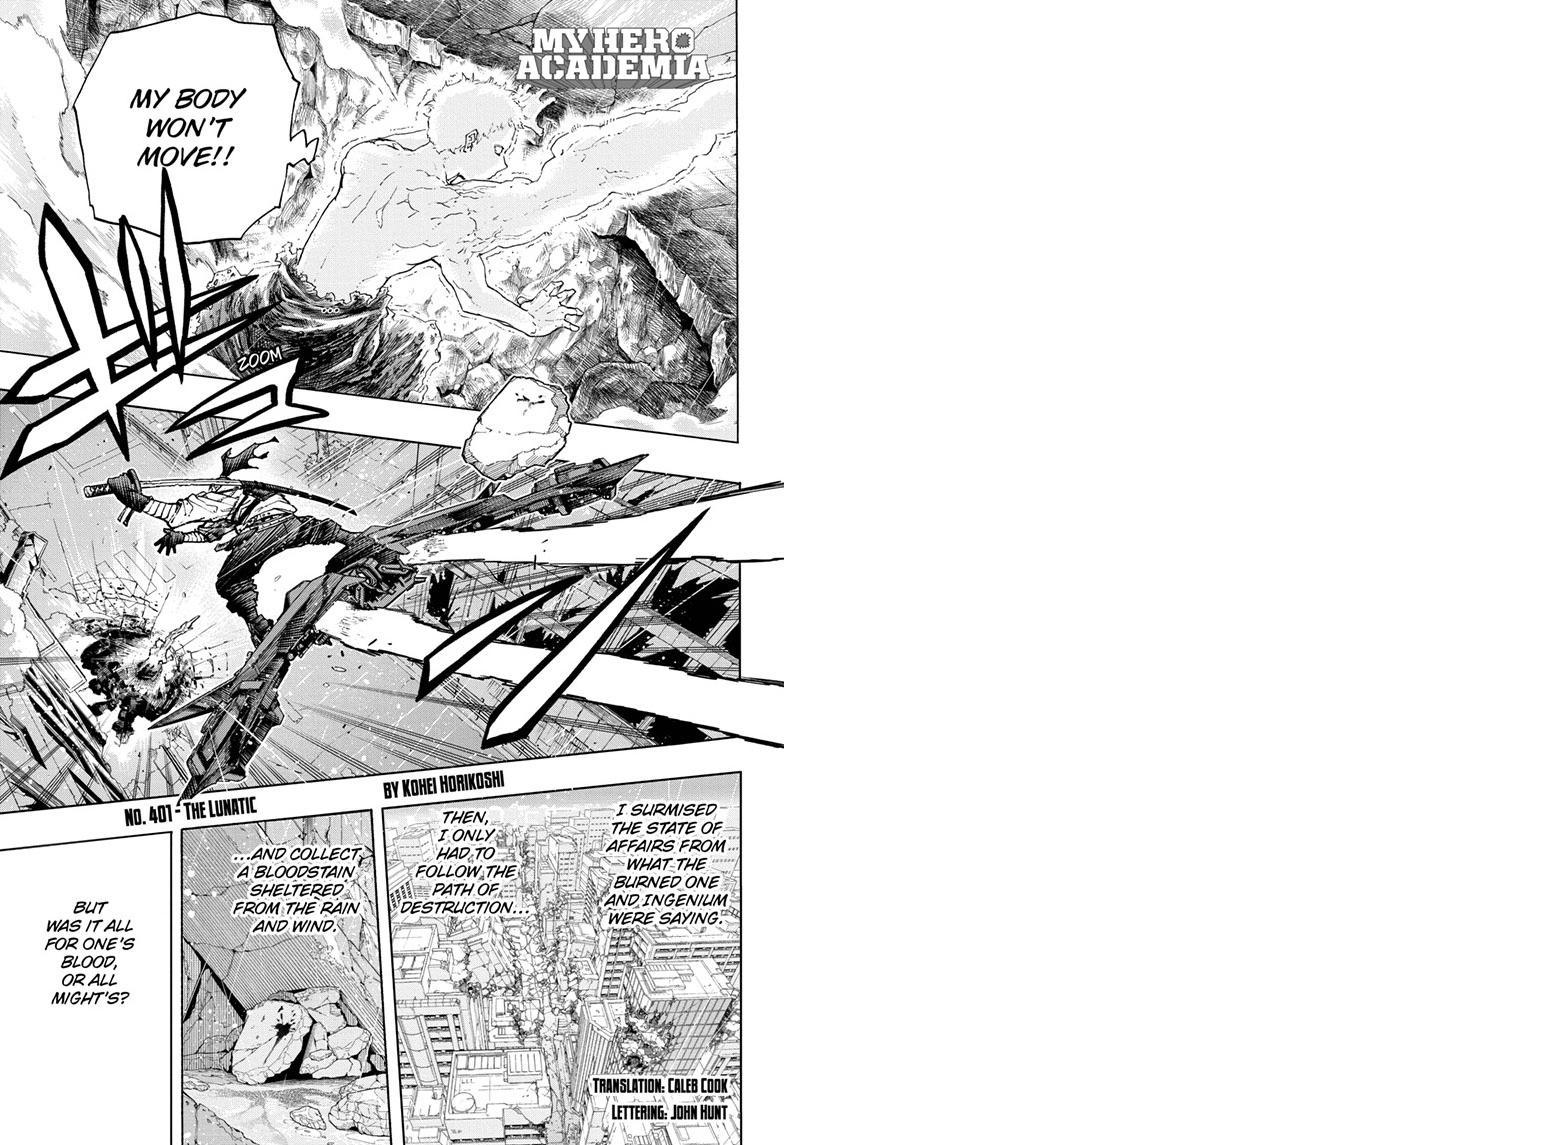 MY HERO
ACADEMIA
MY BODY
WON'T
MOVE!!
ギュン
ZOOM
No. 401 - The Lunatic
by Kohei Horikoshi
I SURMISED
THE STATE OF
AFFAIRS FROM
WHAT THE
BURNED ONE
AND INGENIUM
WERE SAYING.
THEN,
I ONLY
HAD TO
FOLLOW THE
PATH OF
DESTRUCTION...
...AND COLLECT
A BLOODSTAIN
SHELTERED
FROM THE RAIN
AND WIND.
BUT
WAS IT ALL
FOR ONE'S
BLOOD,
OR ALL
MIGHT'S?
Translation: Caleb Cook
Lettering: John Hunt